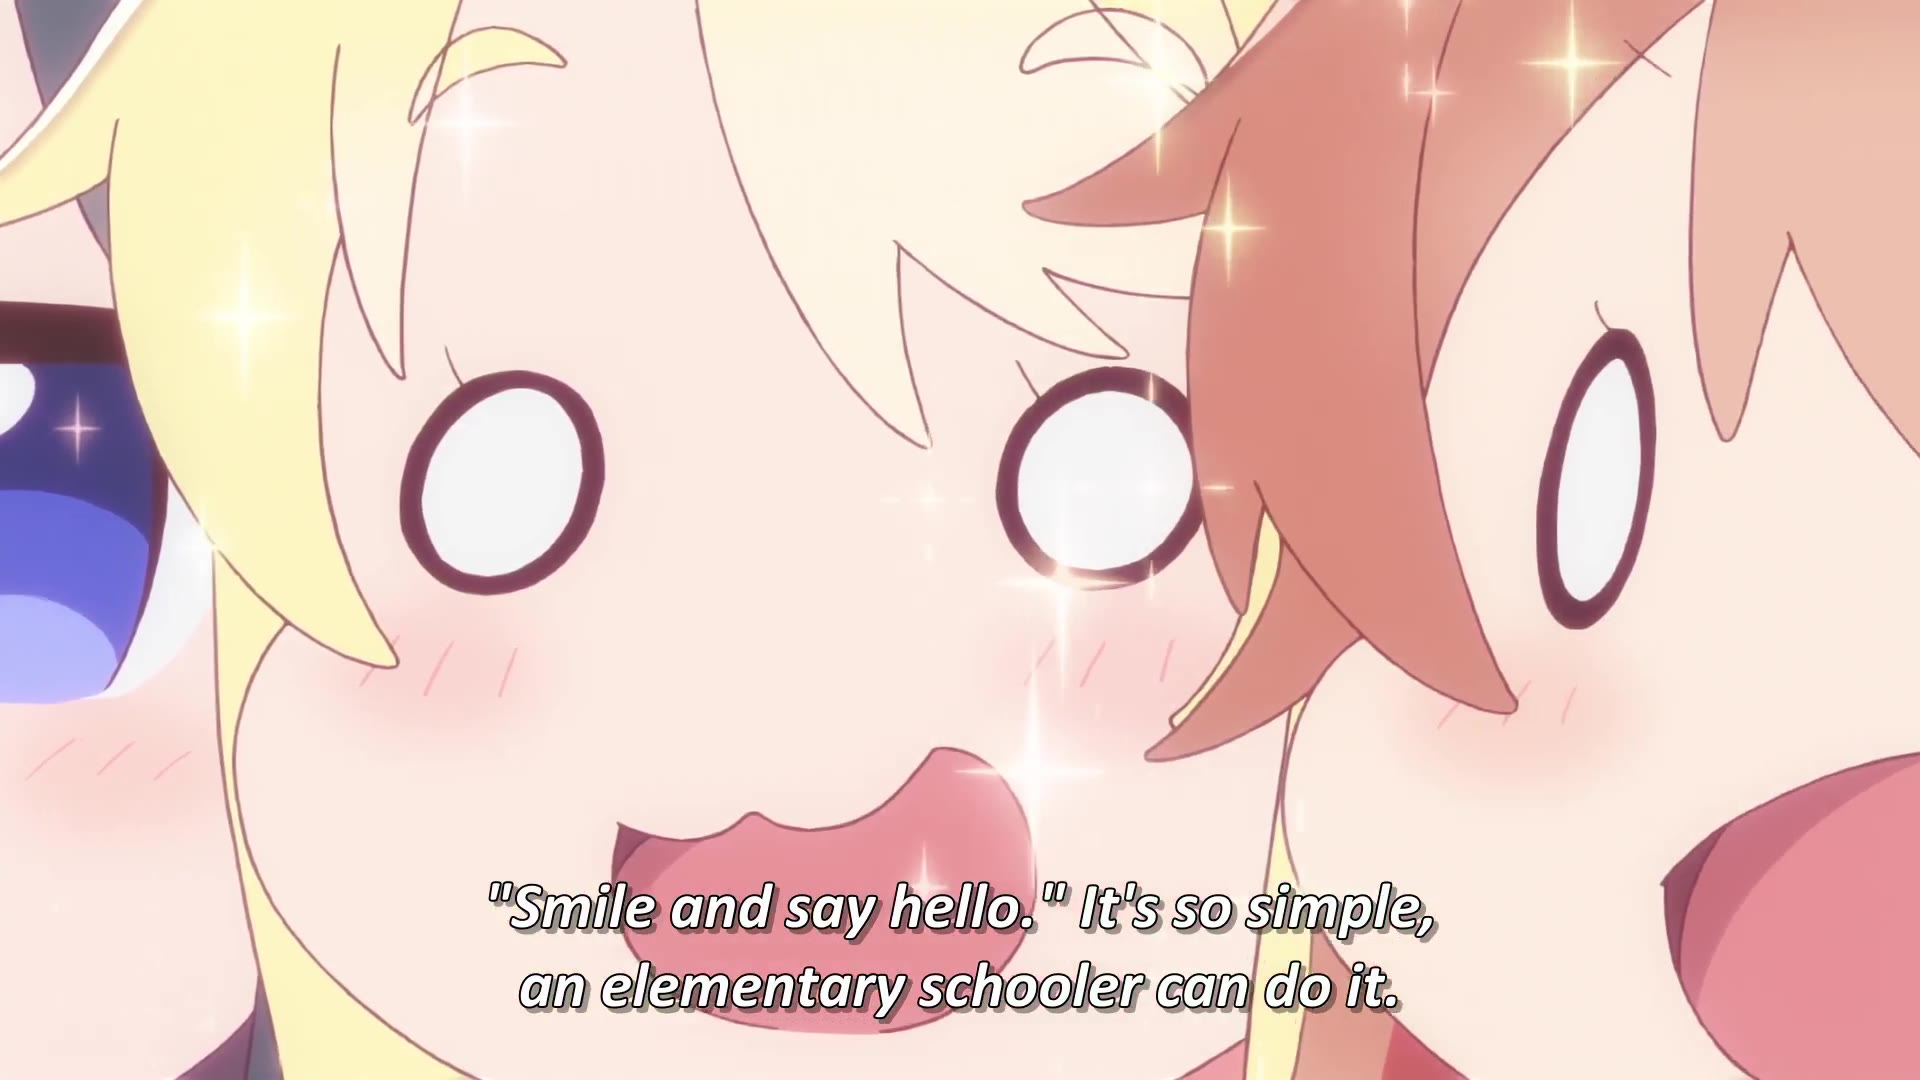 "Smile and say hello." It's so simple,
an elementary schooler can do it.